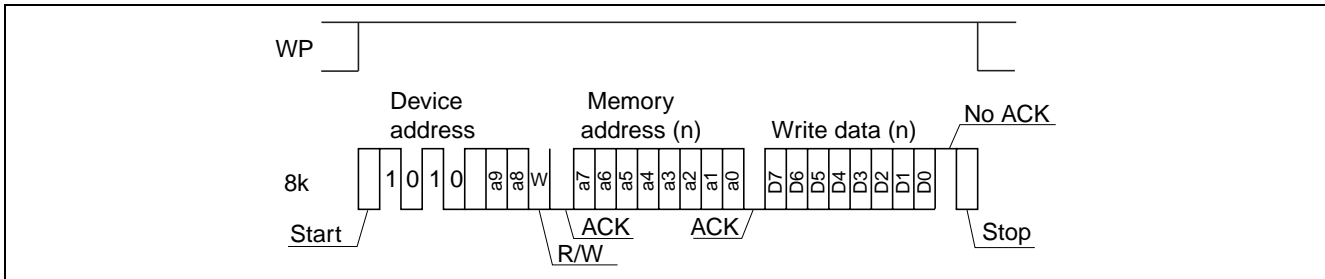 WP
Device
address
Memory
address (n)
Write data (n)
No ACK
8k
1 0 1 0 a9 a8 W a7 a6 a5 a4 a3 a2 a1 a0 D7 D6 D5 D4 D3 D2 D1 D0
Start
ACK
ACK
Stop
R/W